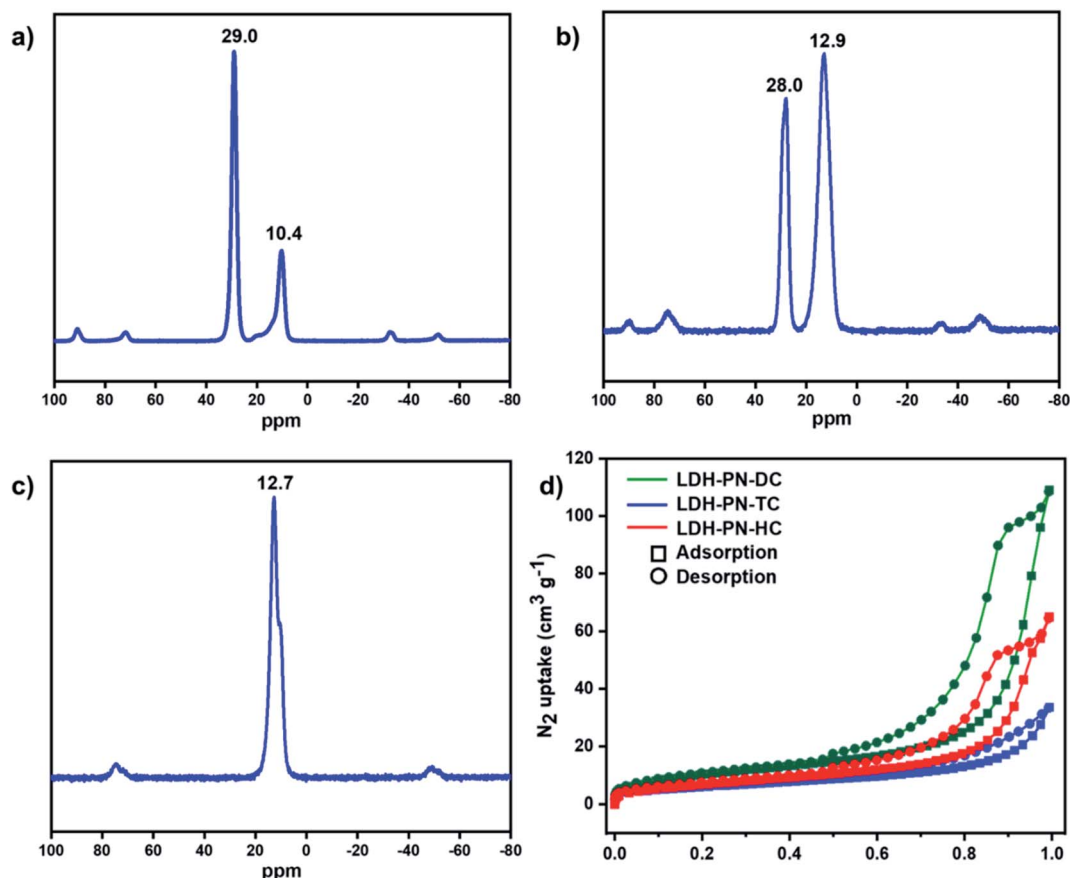 a)
29.0
10.4
100 80 60 40 20 0 -20 -40 -60 -80
ppm
b)
12.9
28.0
100 80 60 40 20 0 -20 -40 -60 -80
ppm
c)
12.7
100 80 60 40 20 0 -20 -40 -60 -80
ppm
d)
120
100
80
60
40
20
0
N2 uptake (cm³ g⁻¹)
LDH-PN-DC
LDH-PN-TC
LDH-PN-HC
Adsorption
Desorption
0.0 0.2 0.4 0.6 0.8 1.0